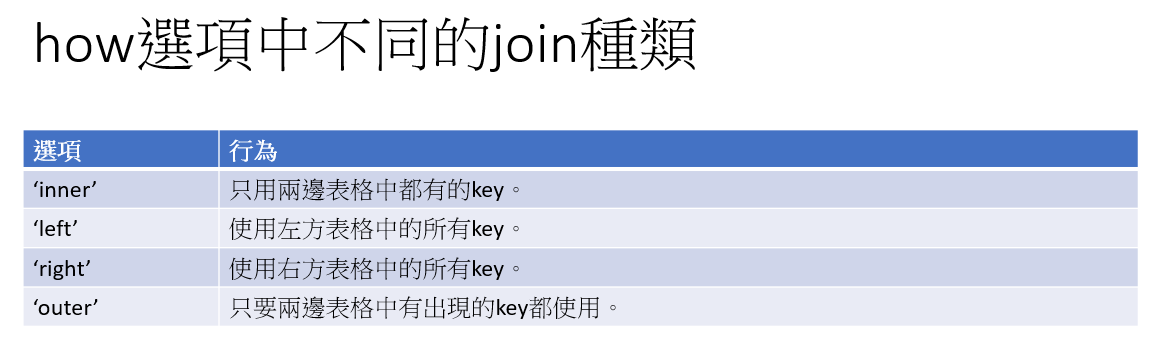 how選項中不同的join種類
選項 行為
‘inner’ 只用兩邊表格中都有的key。
‘left’ 使用左方表格中的所有key。
‘right’ 使用右方表格中的所有key。
‘outer’ 只要兩邊表格中有出現的key都使用。